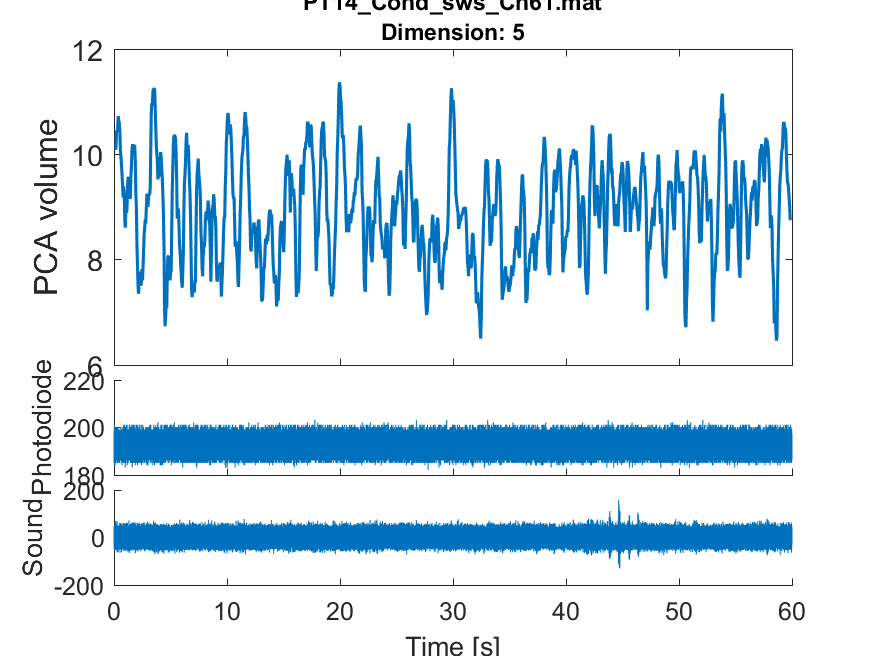 PT14_Cond_sws_Ch61.mat
Dimension: 5
12
10
8
6
PCA volume
220
200
180
Photodiode
200
0
-200
Sound
0 10 20 30 40 50 60
Time [s]